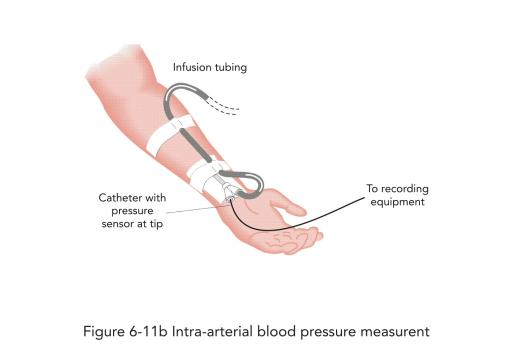 Infusion tubing
Catheter with
pressure
sensor at tip
To recording
equipment
Figure 6-11b Intra-arterial blood pressure measurent